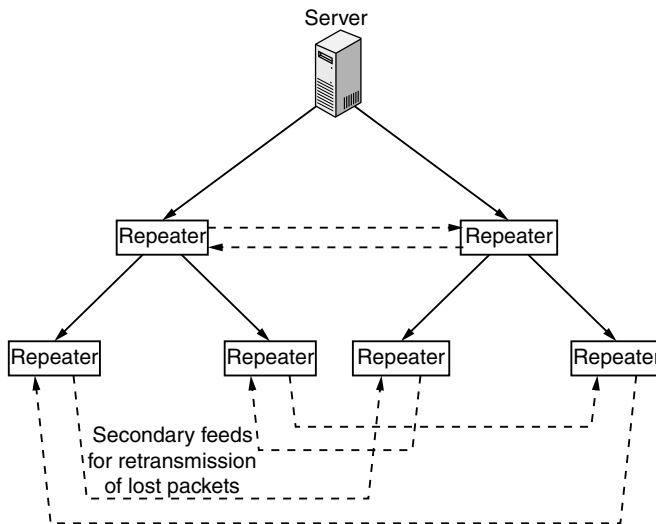 Server
Repeater
Repeater
Repeater
Repeater
Repeater
Repeater
Secondary feeds
for retransmission
of lost packets